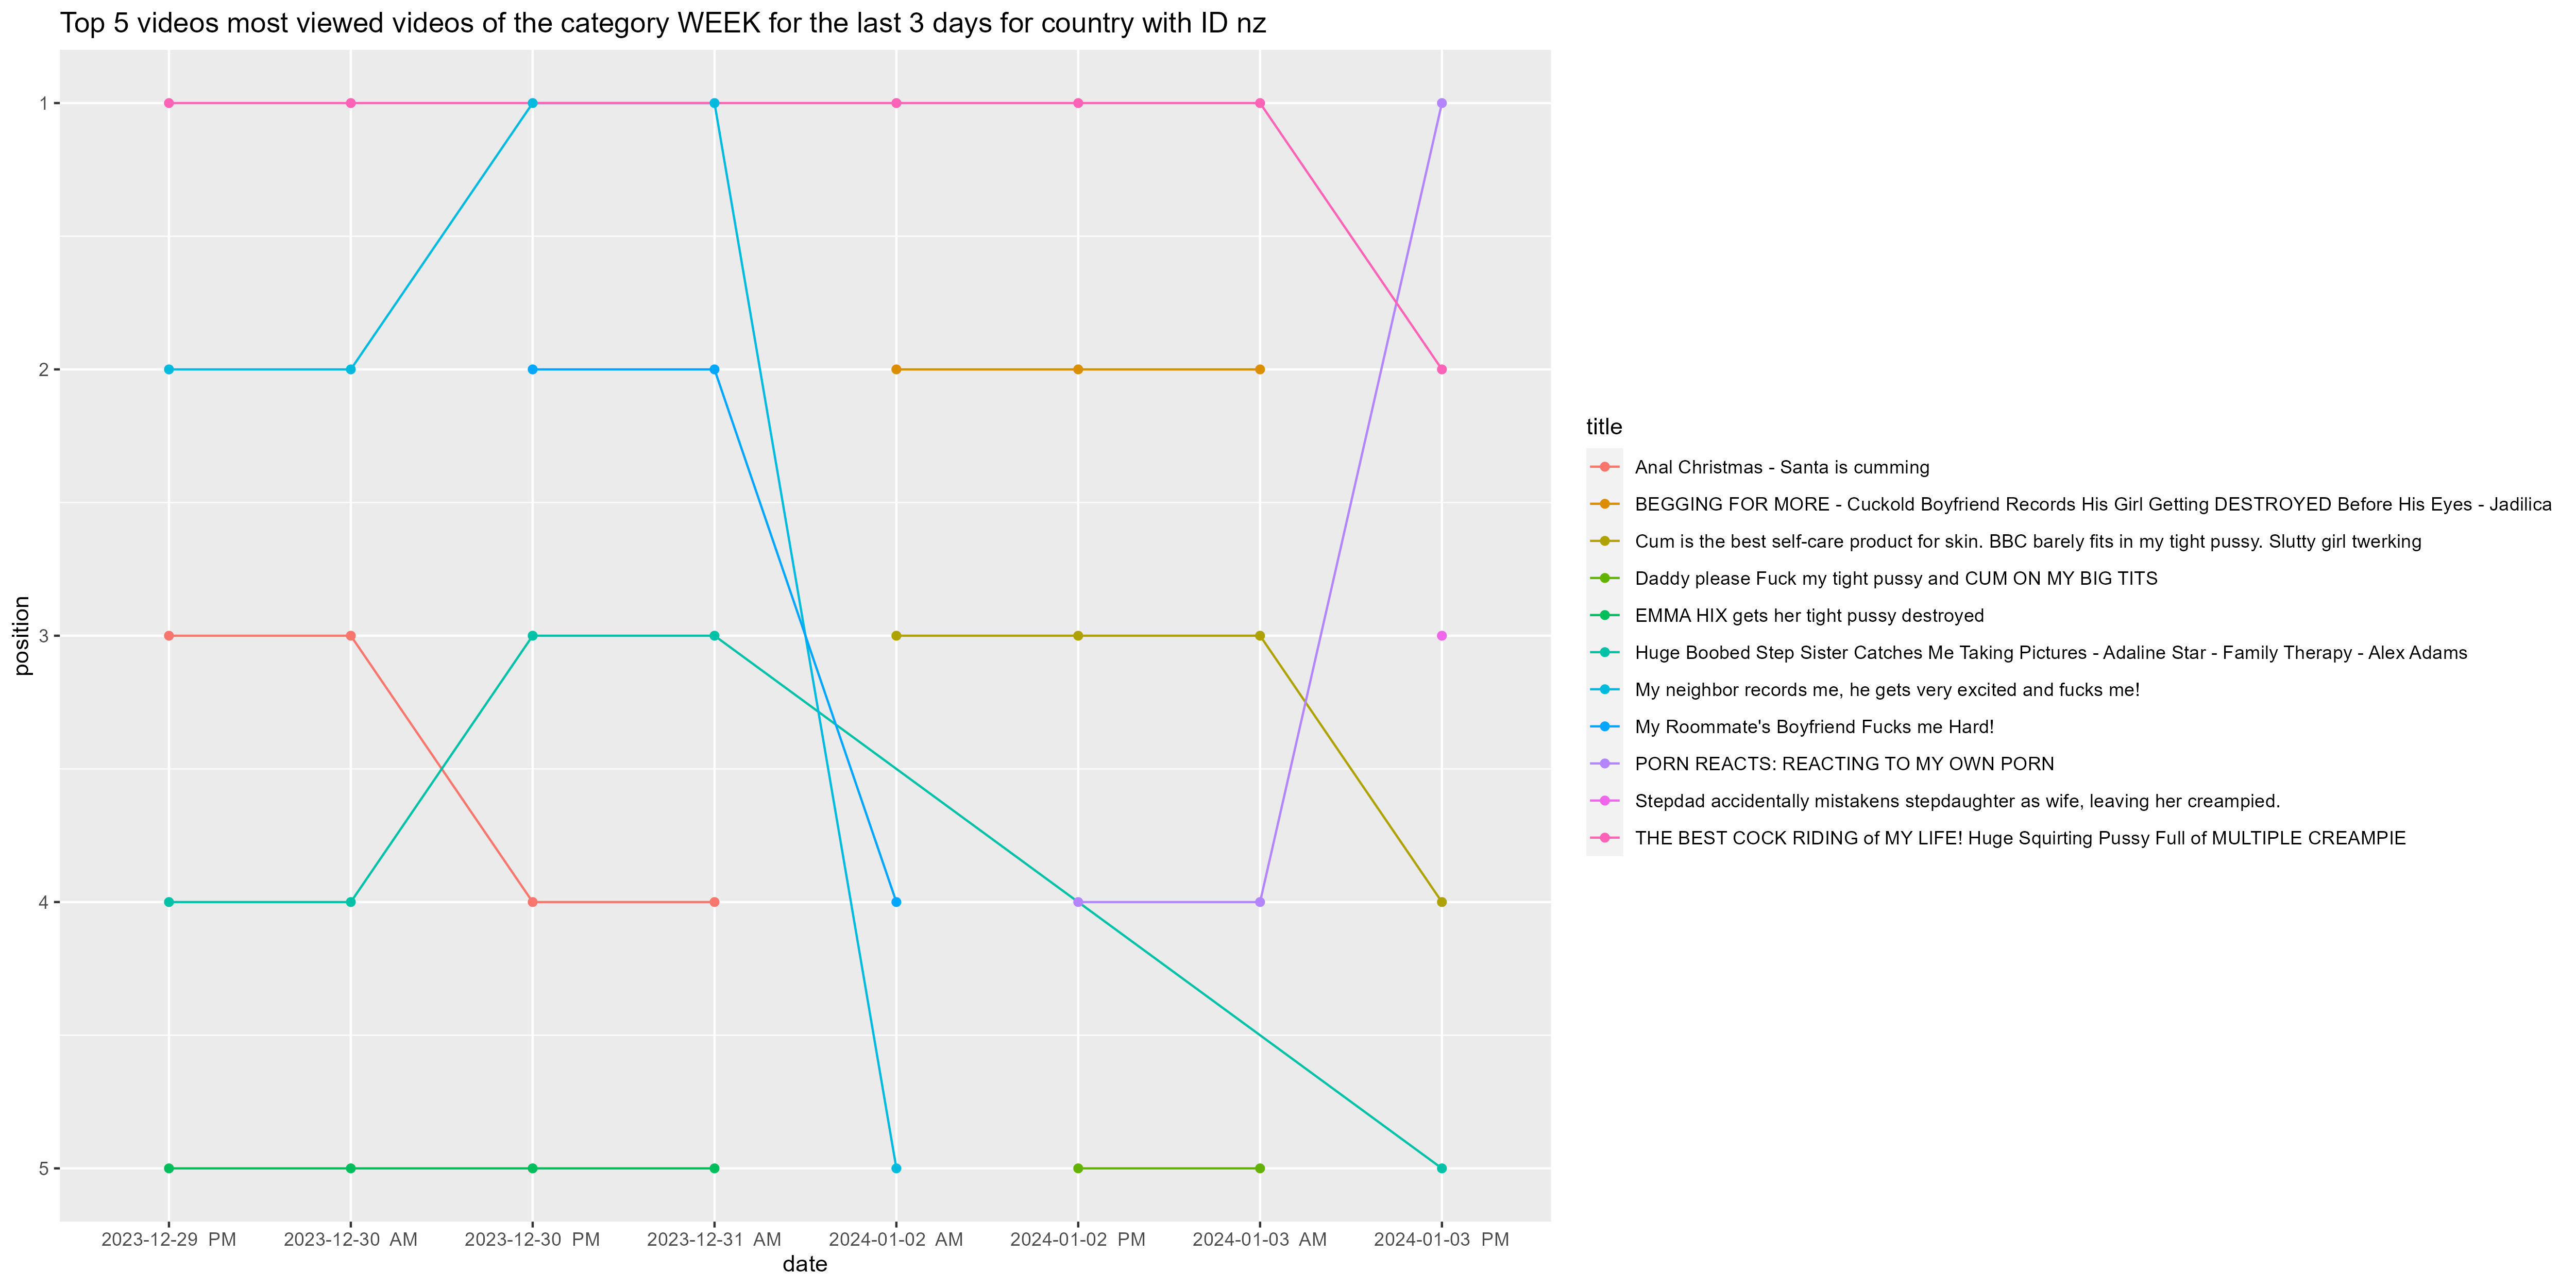 Top 5 videos most viewed videos of the category WEEK for the last 3 days for country with ID nz
position
1
2
3
4
5
2023-12-29 PM
2023-12-30 AM
2023-12-30 PM
2023-12-31 AM
2024-01-02 AM
2024-01-02 PM
2024-01-03 AM
2024-01-03 PM
date
title
Anal Christmas - Santa is cumming
BEGGING FOR MORE - Cuckold Boyfriend Records His Girl Getting DESTROYED Before His Eyes - Jadilica
Cum is the best self-care product for skin. BBC barely fits in my tight pussy. Slutty girl twerking
Daddy please Fuck my tight pussy and CUM ON MY BIG TITS
EMMA HIX gets her tight pussy destroyed
Huge Boobed Step Sister Catches Me Taking Pictures - Adaline Star - Family Therapy - Alex Adams
My neighbor records me, he gets very excited and fucks me!
My Roommate's Boyfriend Fucks me Hard!
PORN REACTS: REACTING TO MY OWN PORN
Stepdad accidentally mistakens stepdaughter as wife, leaving her creampied.
THE BEST COCK RIDING of MY LIFE! Huge Squirting Pussy Full of MULTIPLE CREAMPIE